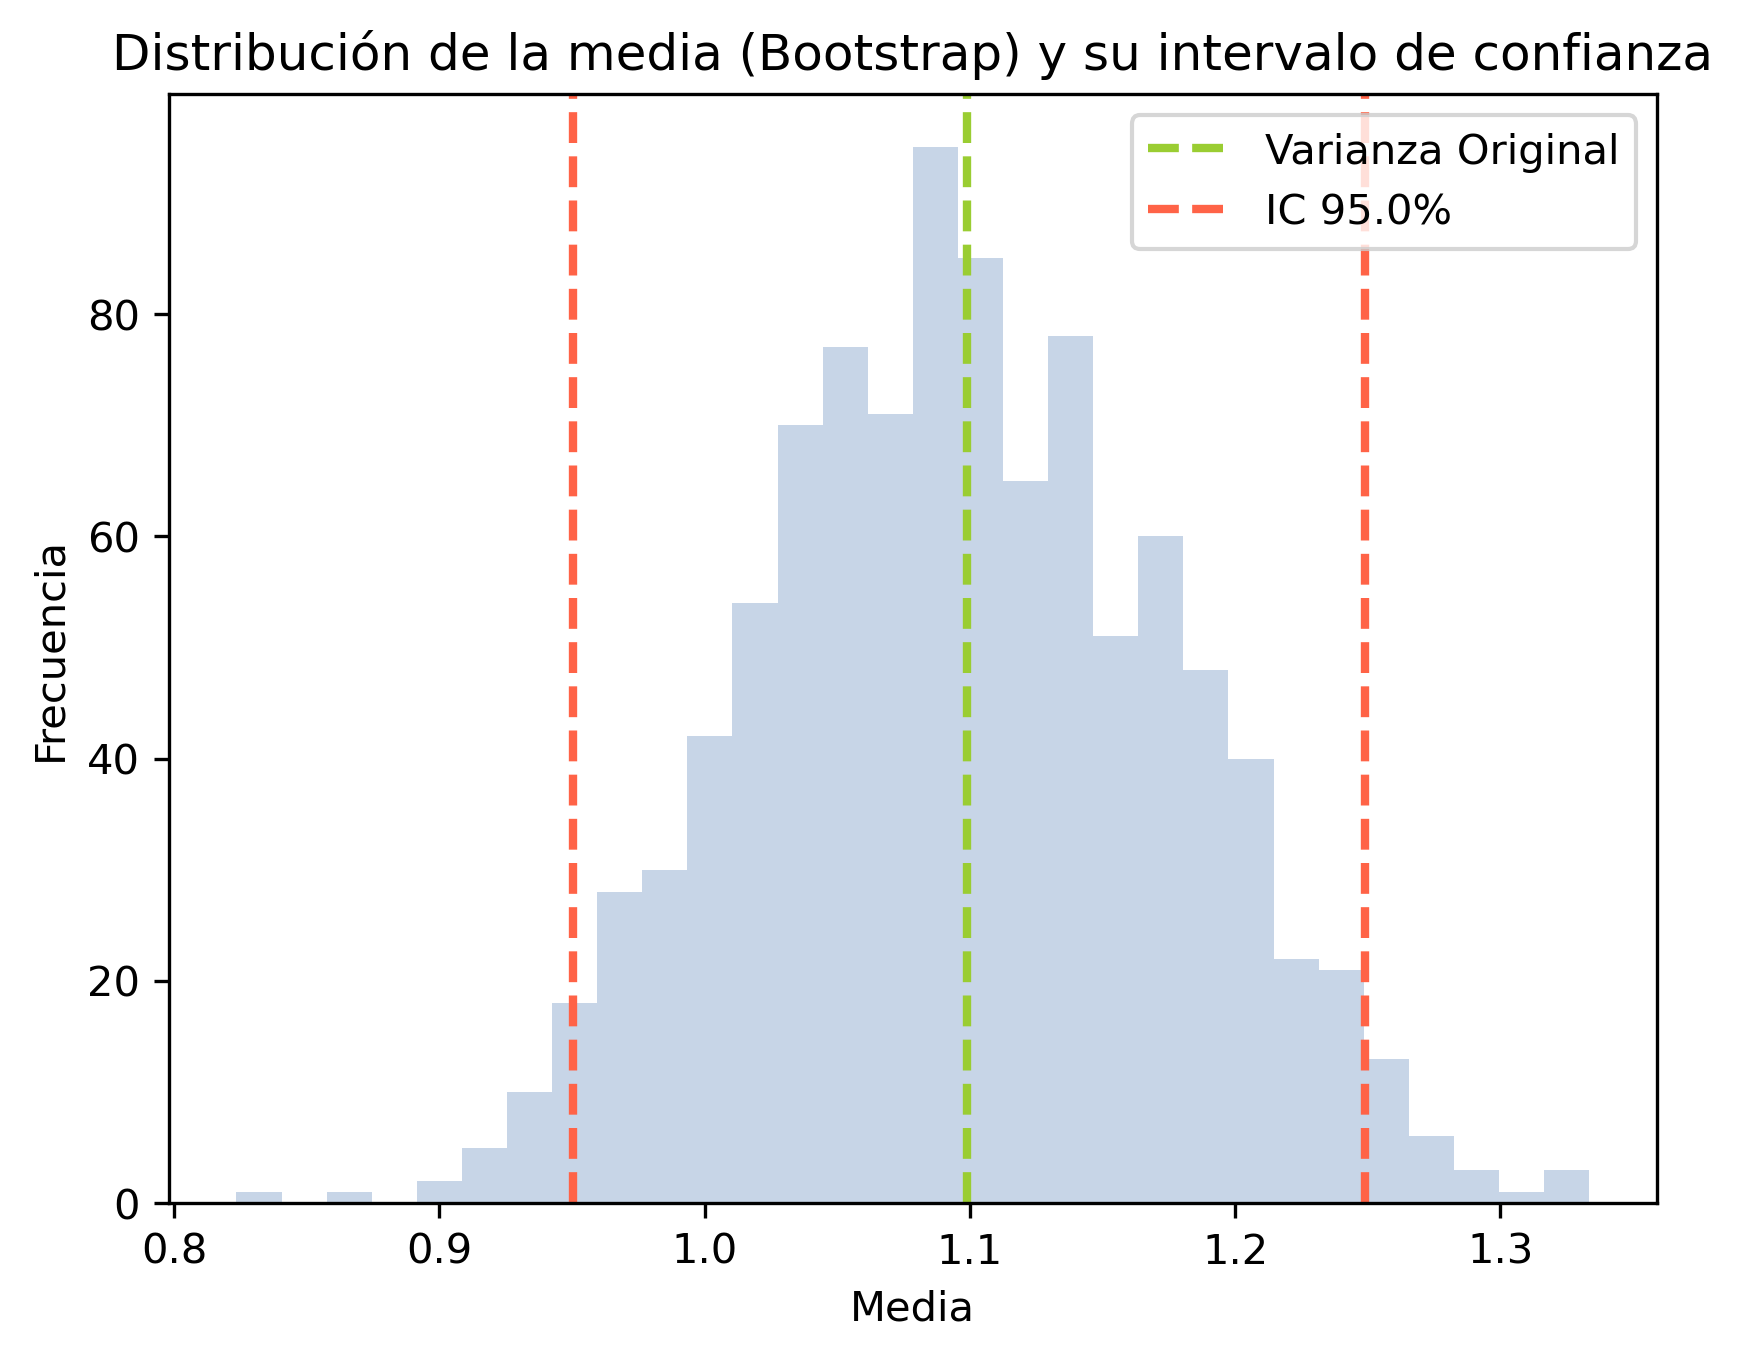 Distribución de la media (Bootstrap) y su intervalo de confianza
Varianza Original
IC 95.0%
Frecuencia
80
60
40
20
0
0.8 0.9 1.0 1.1 1.2 1.3
Media